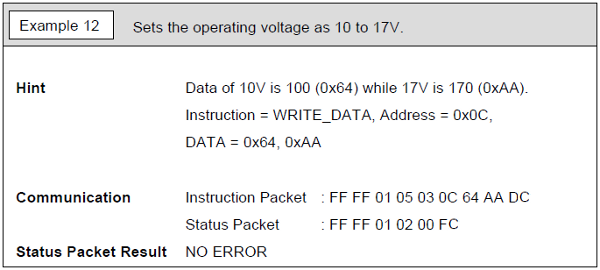 Example 12 Sets the operating voltage as 10 to 17V.
Hint Data of 10V is 100 (0x64) while 17V is 170 (0xAA).
Instruction = WRITE_DATA, Address = 0x0C,
DATA = 0x64, 0xAA
Communication Instruction Packet : FF FF 01 05 03 0C 64 AA DC
Status Packet : FF FF 01 02 00 FC
Status Packet Result NO ERROR